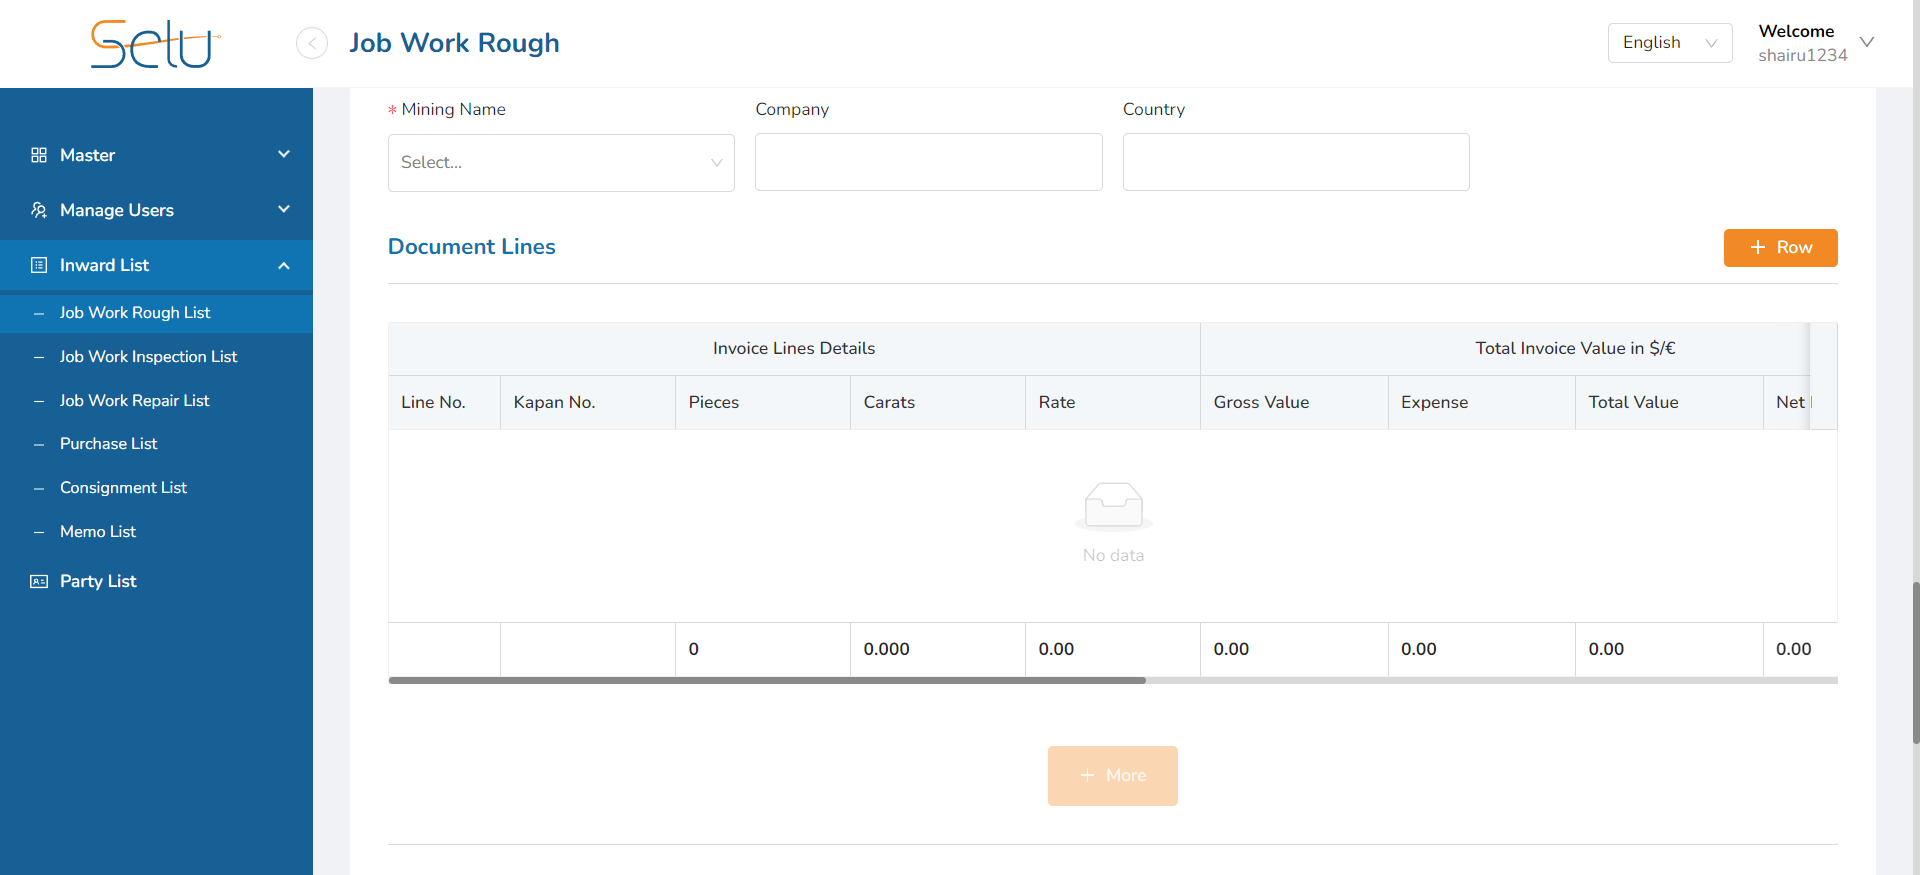 Setu
Job Work Rough
English
Welcome
shairu1234
Master
Manage Users
Inward List
Job Work Rough List
Job Work Inspection List
Job Work Repair List
Purchase List
Consignment List
Memo List
Party List
* Mining Name
Company
Country
Select...
Document Lines
+ Row
Invoice Lines Details
Total Invoice Value in $/€
Line No.
Kapan No.
Pieces
Carats
Rate
Gross Value
Expense
Total Value
Net
No data
0
0.000
0.00
0.00
0.00
0.00
0.00
+ More